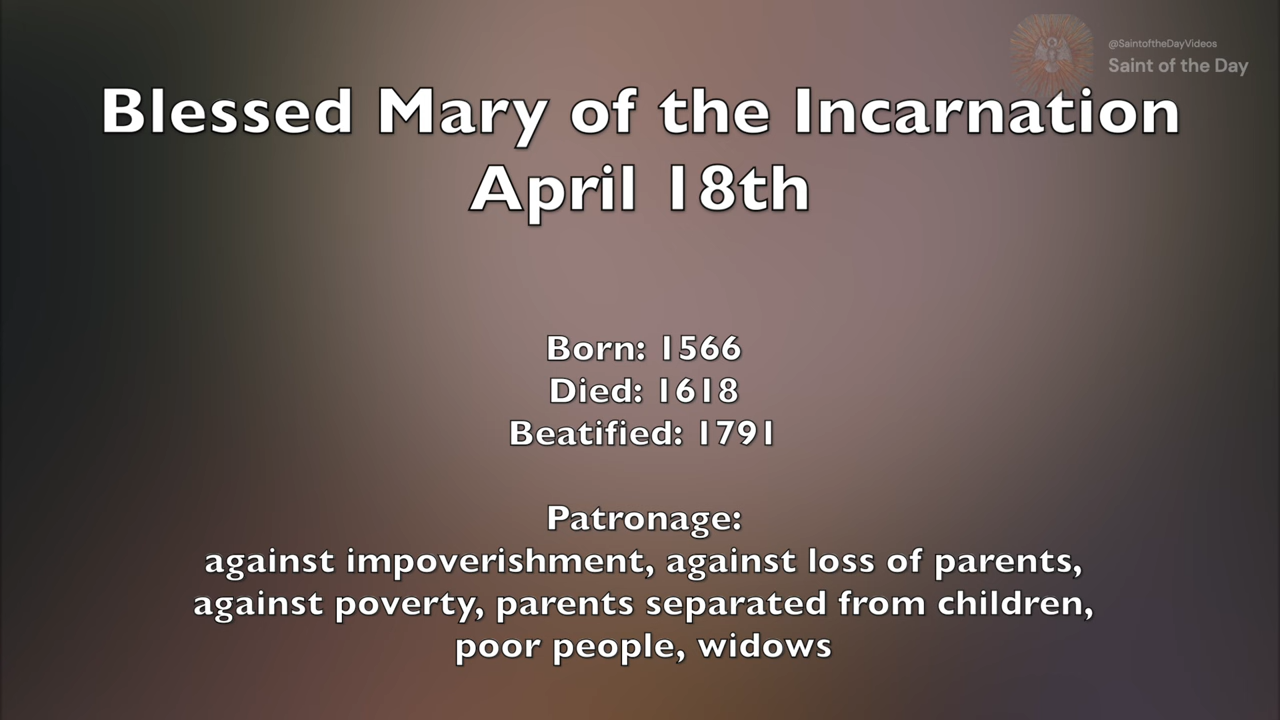 @SaintoftheDayVideos
Saint of the Day
Blessed Mary of the Incarnation
April 18th
Born: 1566
Died: 1618
Beatified: 1791
Patronage:
against impoverishment, against loss of parents,
against poverty, parents separated from children,
poor people, widows